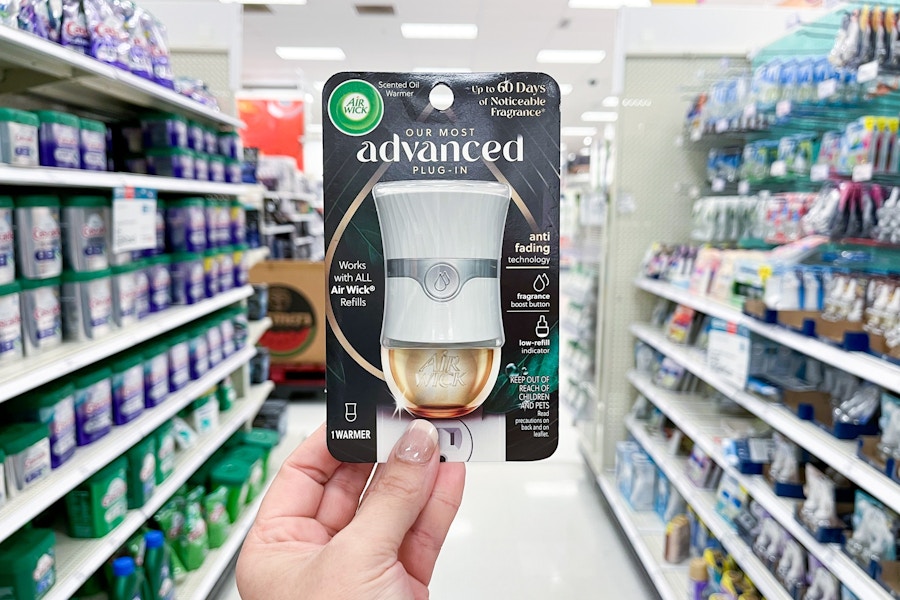 AIR
WICK
Scented Oil
Warmer
Up to 60 Days
of Noticeable
Fragrance*
OUR MOST
advanced
PLUG-IN
anti
fading
technology
Works
with ALL
Air Wick®
Refills
fragrance
boost button
low-refill
indicator
AIR
WICK
KEEP OUT OF
REACH OF
CHILDREN
AND PETS
Read
precautions on
back and on
leaflet.
1 WARMER